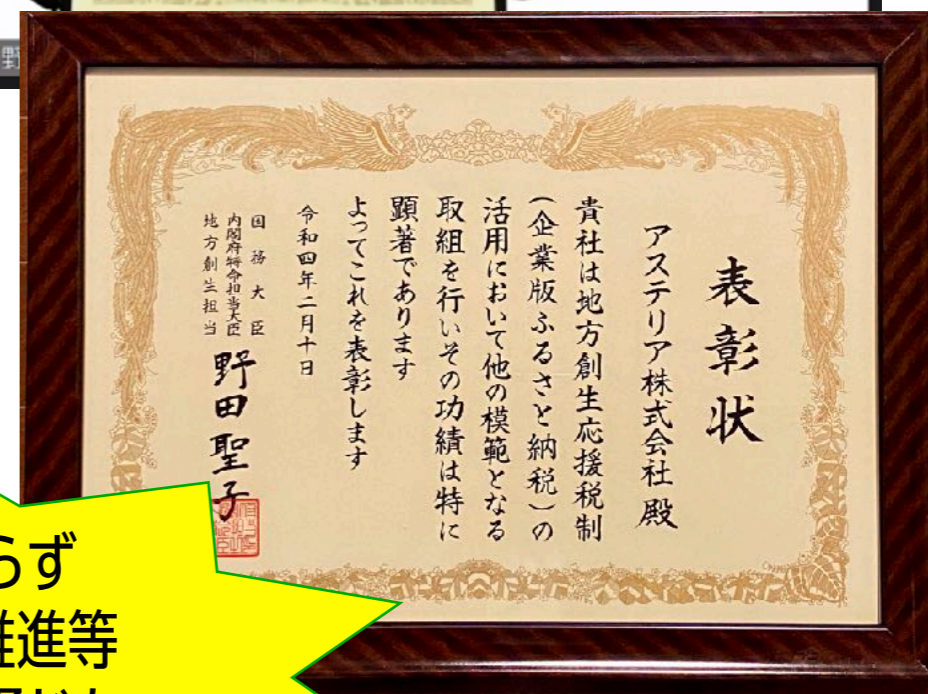 表彰状
アステリア株式会社 殿
貴社は地方創生応援税制
(企業版ふるさと納税)の
活用において他の模範となる
取組を行いその功績は特に
顕著であります
よってこれを表彰します
令和四年二月十日
国務大臣
内閣府特命担当大臣
地方創生担当
野田聖子
らず
推進等